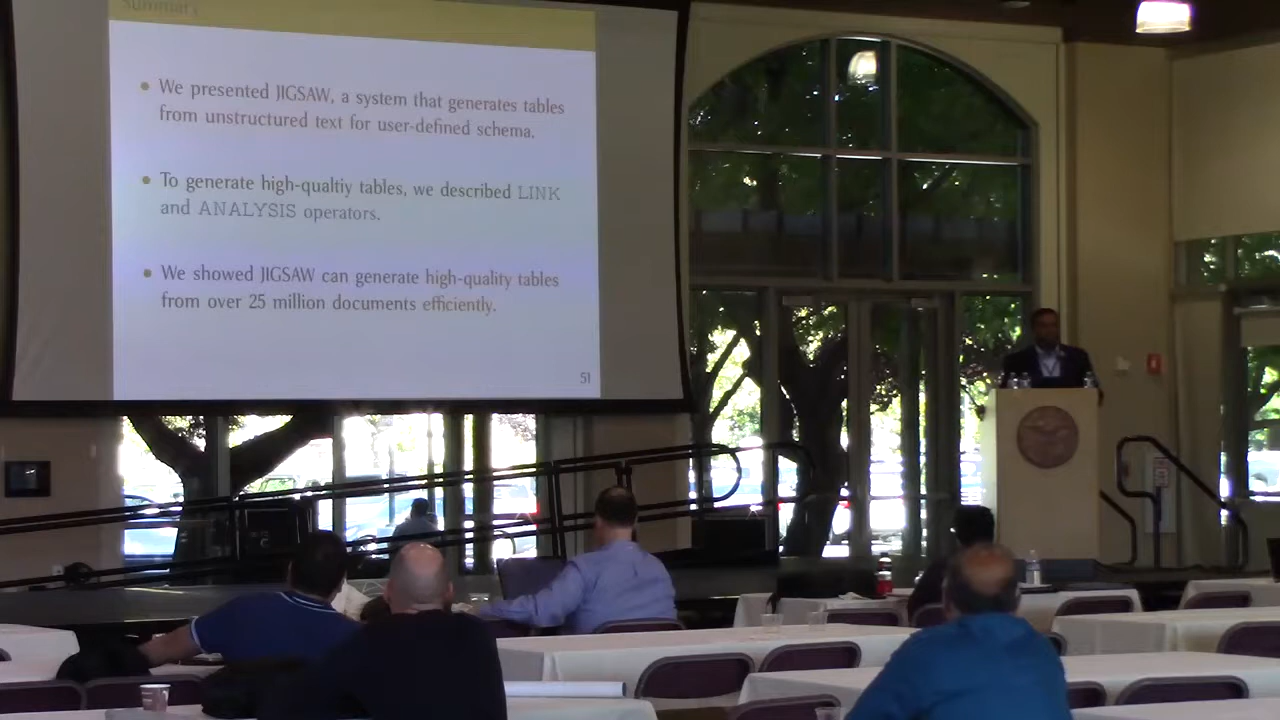 Summary
• We presented JIGSAW, a system that generates tables
from unstructured text for user-defined schema.
• To generate high-qualtiy tables, we described LINK
and ANALYSIS operators.
• We showed JIGSAW can generate high-quality tables
from over 25 million documents efficiently.
51